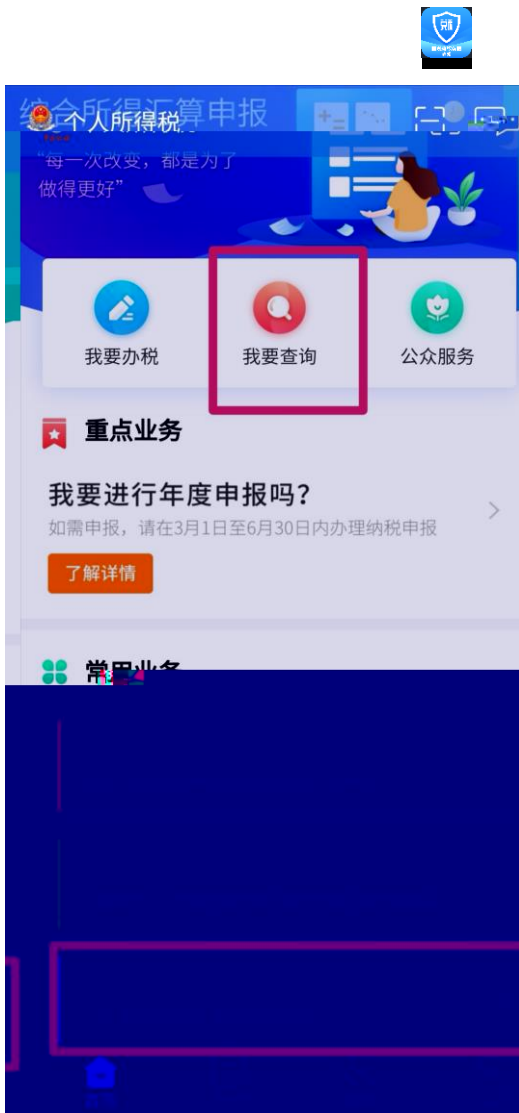 综合所得汇算申报
个人所得税
“每一次改变，都是为了
做得更好”
我要办税
我要查询
公众服务
重点业务
我要进行年度申报吗？
如需申报，请在3月1日至6月30日内办理纳税申报
了解详情
常用业务